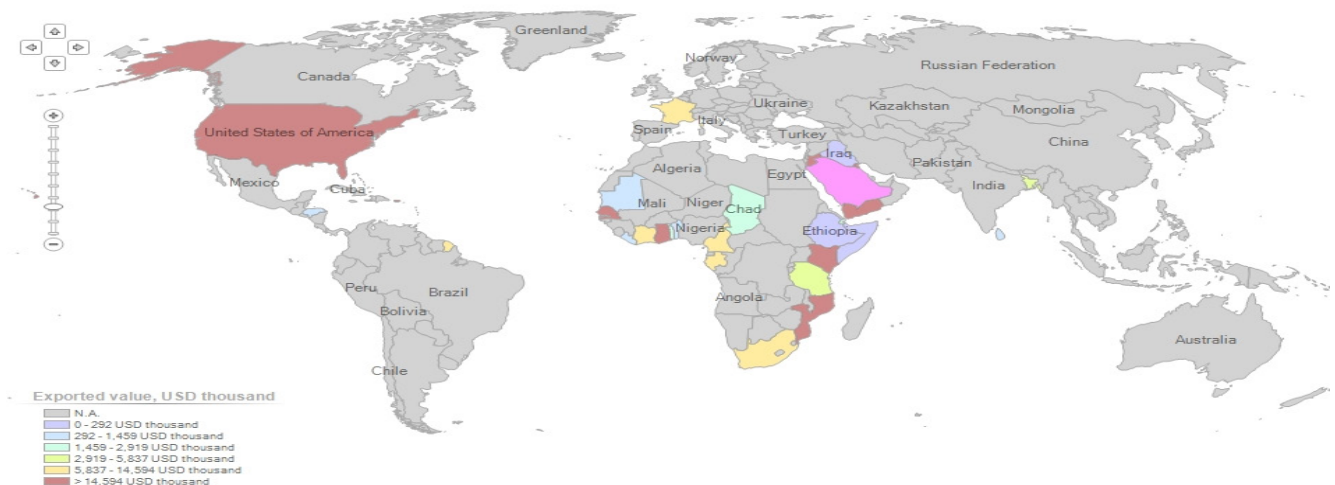 Greenland
Norway
Russian Federation
Canada
Ukraine
Kazakhstan
Mongolia
Italy
Spain
Turkey
China
United States of America
Iraq
Pakistan
Algeria
Egypt
Mexico
Cuba
India
Mali
Niger
Chad
Nigeria
Ethiopia
Peru
Brazil
Angola
Bolivia
Australia
Chile
Exported value, USD thousand
N.A.
0 - 292 USD thousand
292 - 1,459 USD thousand
1,459 - 2,919 USD thousand
2,919 - 5,837 USD thousand
5,837 - 14,594 USD thousand
> 14,594 USD thousand